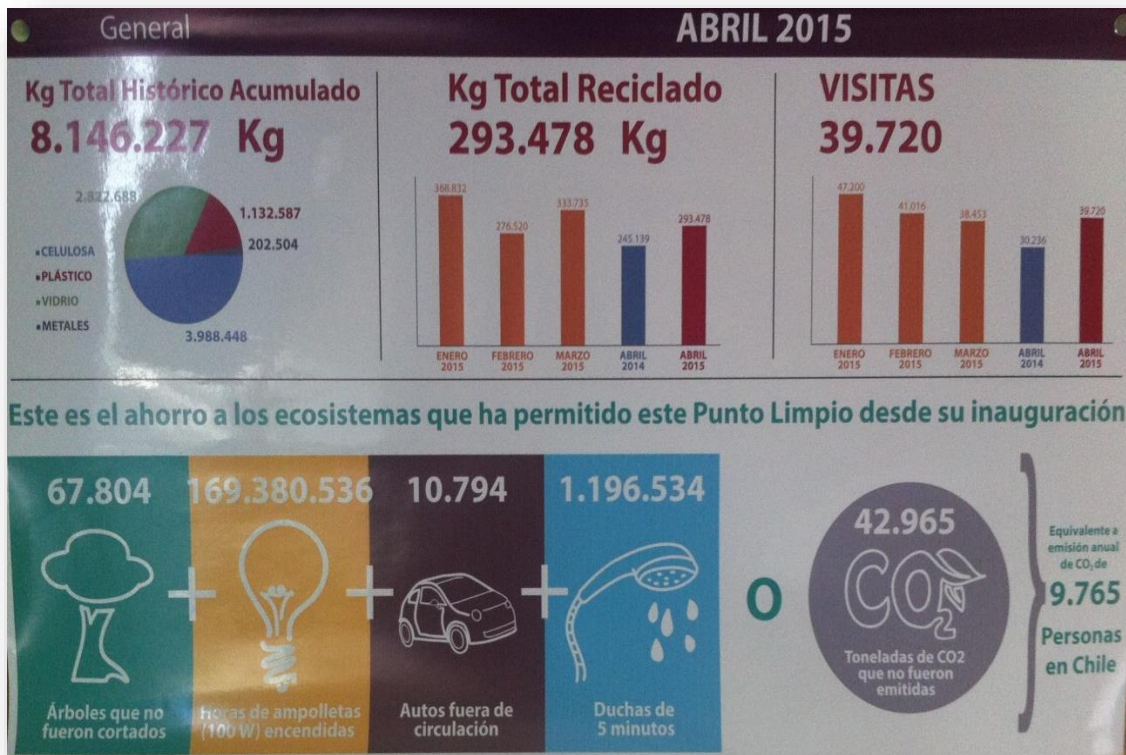 General
ABRIL 2015
Kg Total Histórico Acumulado
8.146.227 Kg
2.822.688
1.132.587
202.504
3.988.448
CELULOSA
PLÁSTICO
VIDRIO
METALES
Kg Total Reciclado
293.478 Kg
368.832
276.520
333.735
245.139
293.478
ENERO
2015
FEBRERO
2015
MARZO
2015
ABRIL
2014
ABRIL
2015
VISITAS
39.720
47.200
41.016
38.453
30.236
39.720
ENERO
2015
FEBRERO
2015
MARZO
2015
ABRIL
2014
ABRIL
2015
Este es el ahorro a los ecosistemas que ha permitido este Punto Limpio desde su inauguración
67.804
Árboles que no
fueron cortados
+
169.380.536
Horas de ampolletas
(100 W) encendidas
+
10.794
Autos fuera de
circulación
+
1.196.534
Duchas de
5 minutos
O
42.965
CO2
Toneladas de CO2
que no fueron
emitidas
}
Equivalente a
emisión anual
de CO₂ de
9.765
Personas
en Chile